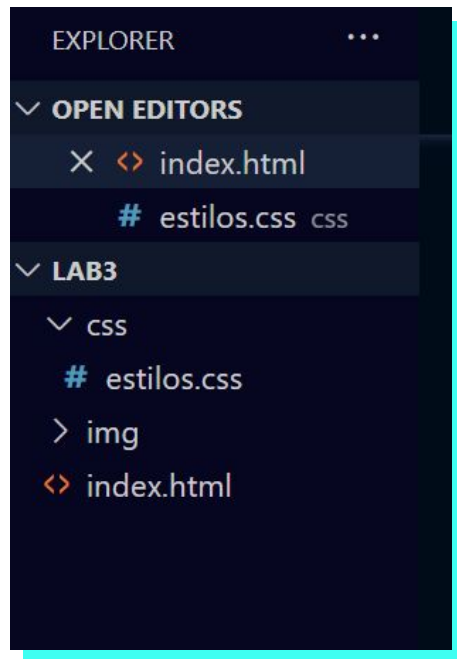 EXPLORER ...
OPEN EDITORS
index.html
# estilos.css css
LAB3
css
# estilos.css
img
index.html